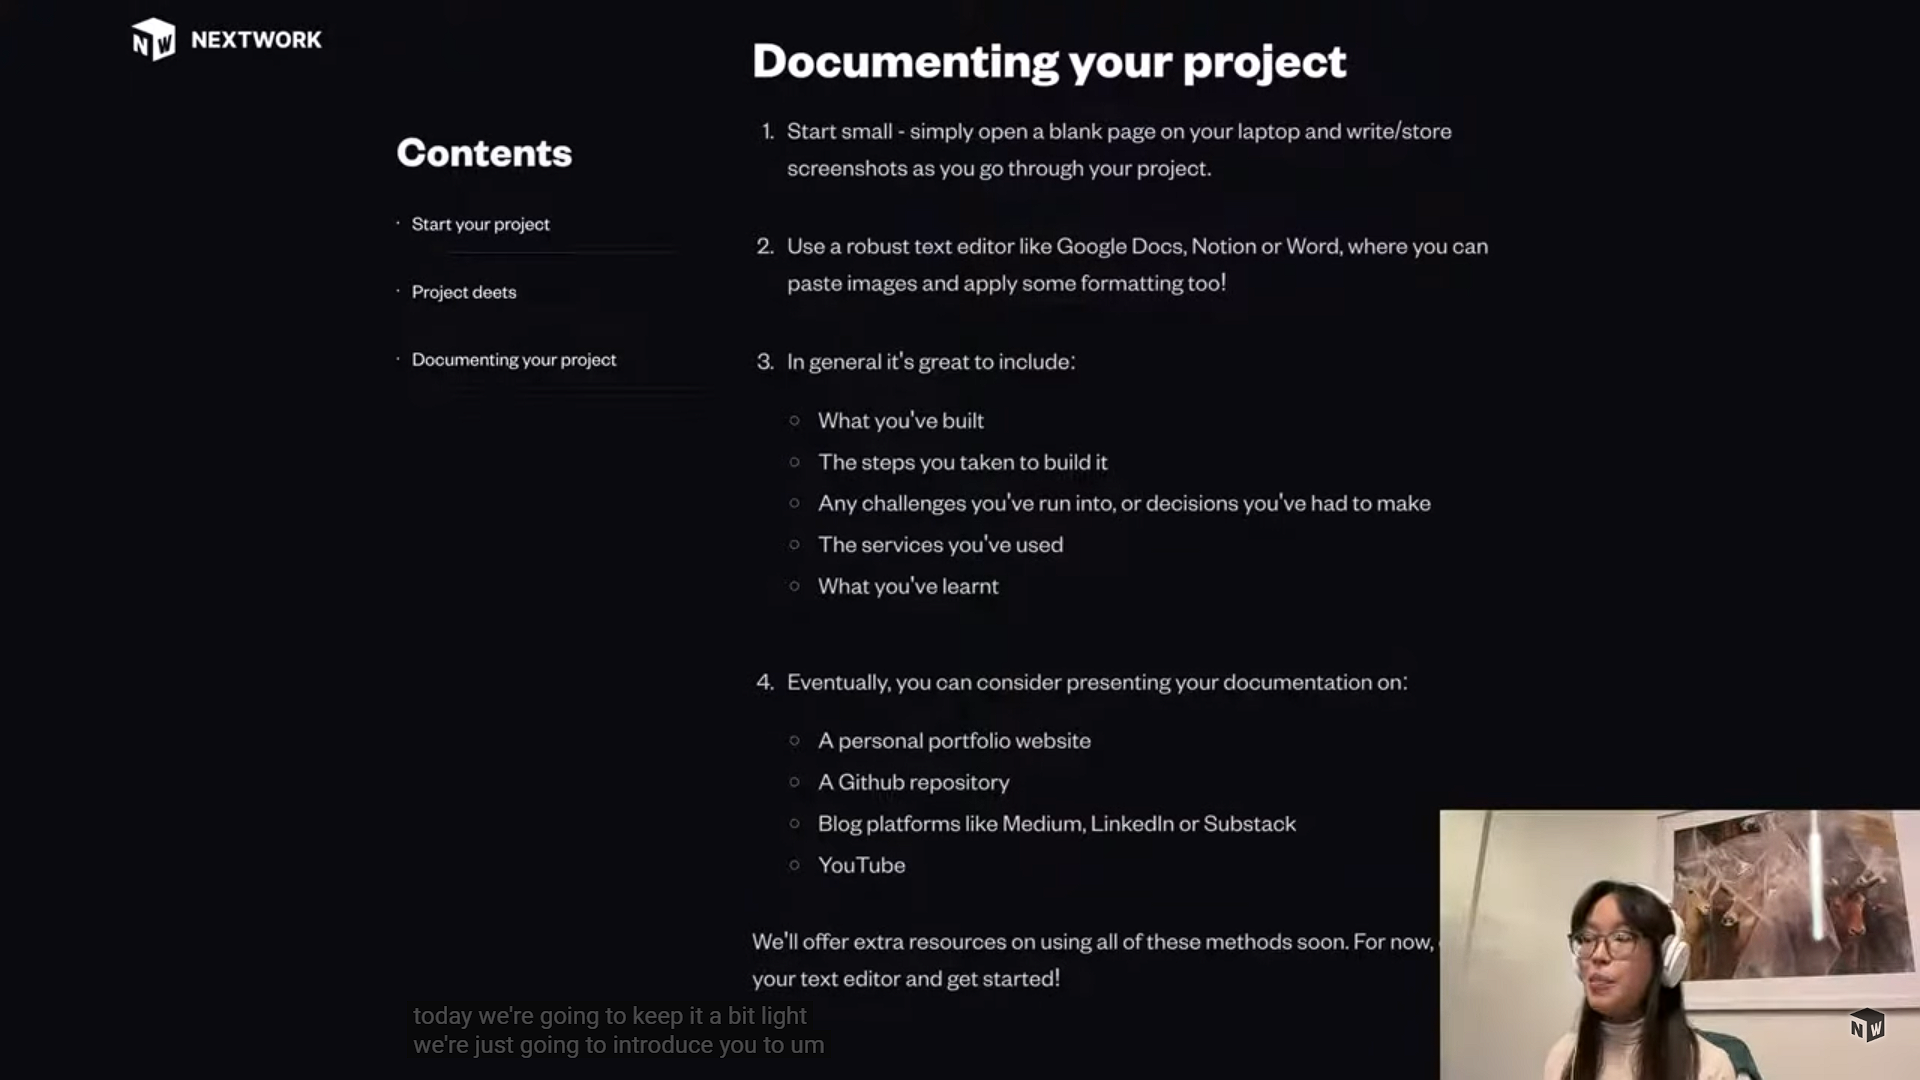 NW NEXTWORK
Contents
· Start your project
· Project deets
· Documenting your project
Documenting your project
1. Start small - simply open a blank page on your laptop and write/store
screenshots as you go through your project.
2. Use a robust text editor like Google Docs, Notion or Word, where you can
paste images and apply some formatting too!
3. In general it's great to include:
○ What you've built
○ The steps you taken to build it
○ Any challenges you've run into, or decisions you've had to make
○ The services you've used
○ What you've learnt
4. Eventually, you can consider presenting your documentation on:
○ A personal portfolio website
○ A Github repository
○ Blog platforms like Medium, LinkedIn or Substack
○ YouTube
We'll offer extra resources on using all of these methods soon. For now,
your text editor and get started!
today we're going to keep it a bit light
we're just going to introduce you to um
NW